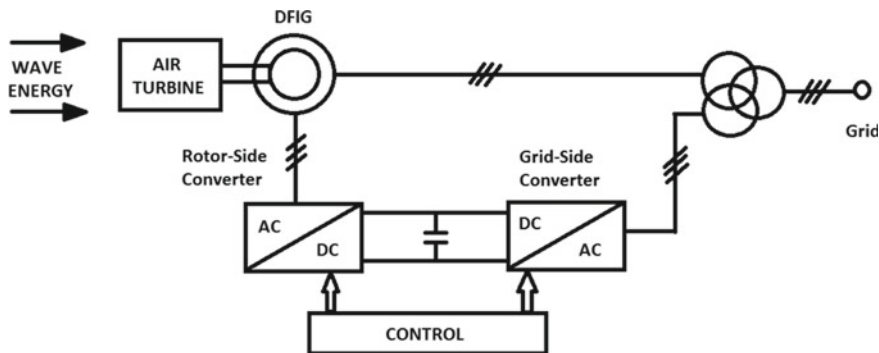 DFIG
WAVE
ENERGY
AIR
TURBINE
Grid
Rotor-Side
Converter
Grid-Side
Converter
AC
DC
DC
AC
CONTROL